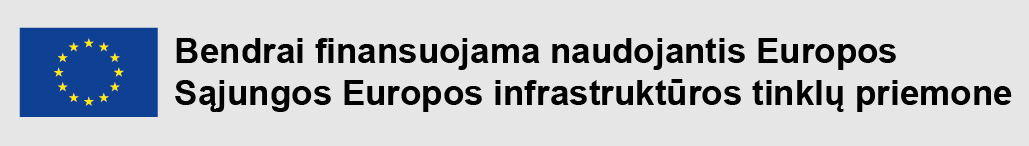 Bendrai finansuojama naudojantis Europos
Sąjungos Europos infrastruktūros tinklų priemone